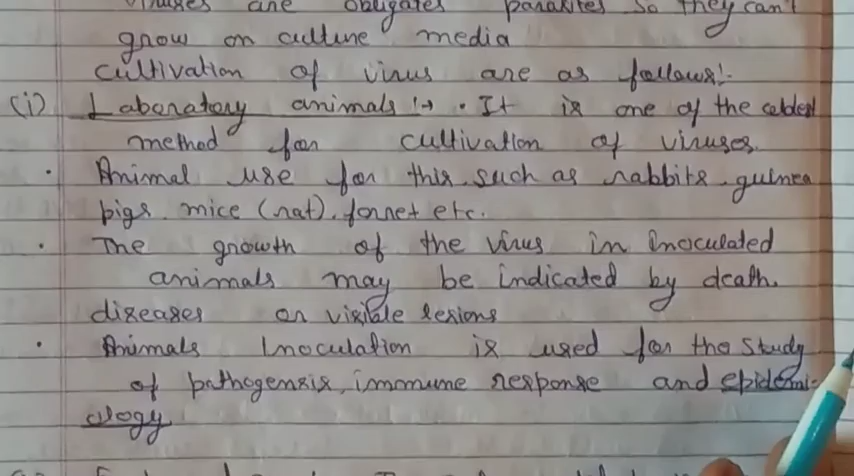 viruses are obligates parasites so they can't
grow on culture media
cultivation of virus are as follows:-
(i) Laboratory animals :→ • It is one of the oldest
method for cultivation of viruses.
• Animal use for this such as rabbits, guinea
pigs, mice (rat), forret etc.
• The growth of the virus in inoculated
animals may be indicated by death,
diseases or visible lesions
• Animals Inoculation is used for the study
of pathogensis, immune response and epidemi-
ology